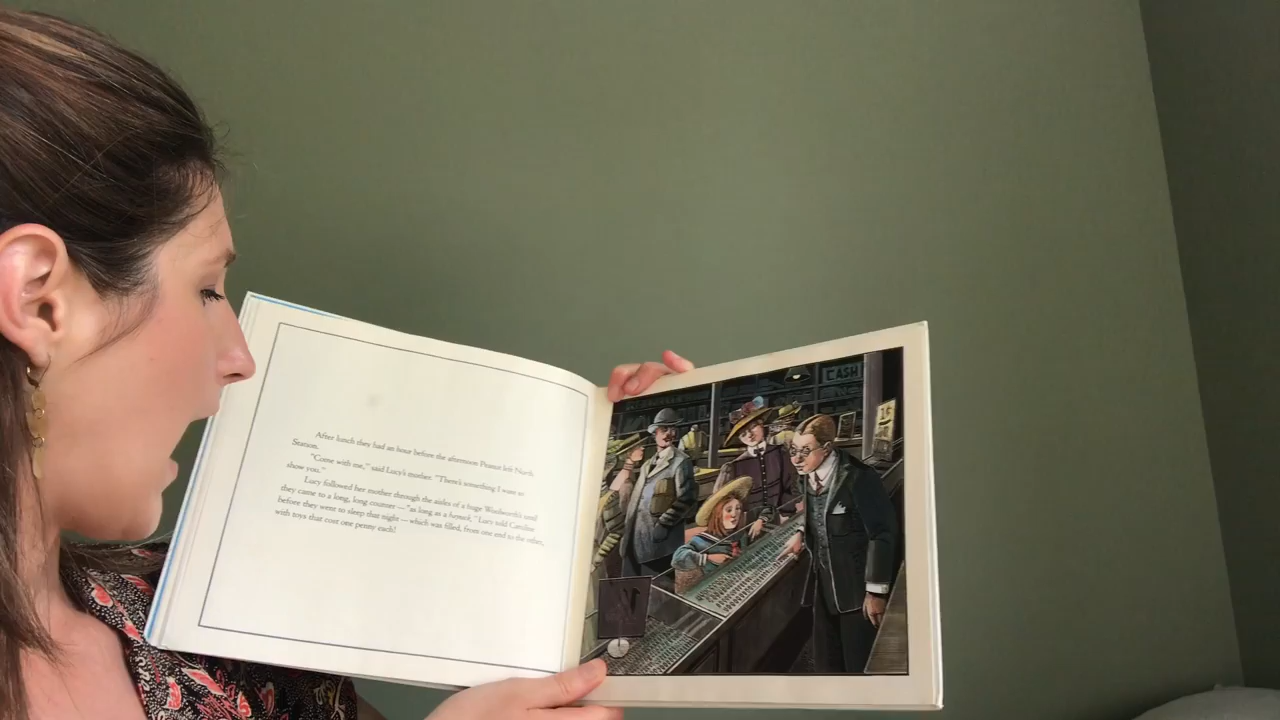 After lunch they had an hour before the afternoon Peanut left North
Station.
"Come with me," said Lucy's mother. "There's something I want to
show you."
Lucy followed her mother through the aisles of a huge Woolworth's until
they came to a long, long counter — "as long as a haystack," Lucy told Caroline
before they went to sleep that night — which was filled, from one end to the other,
with toys that cost one penny each!
CASH
1¢